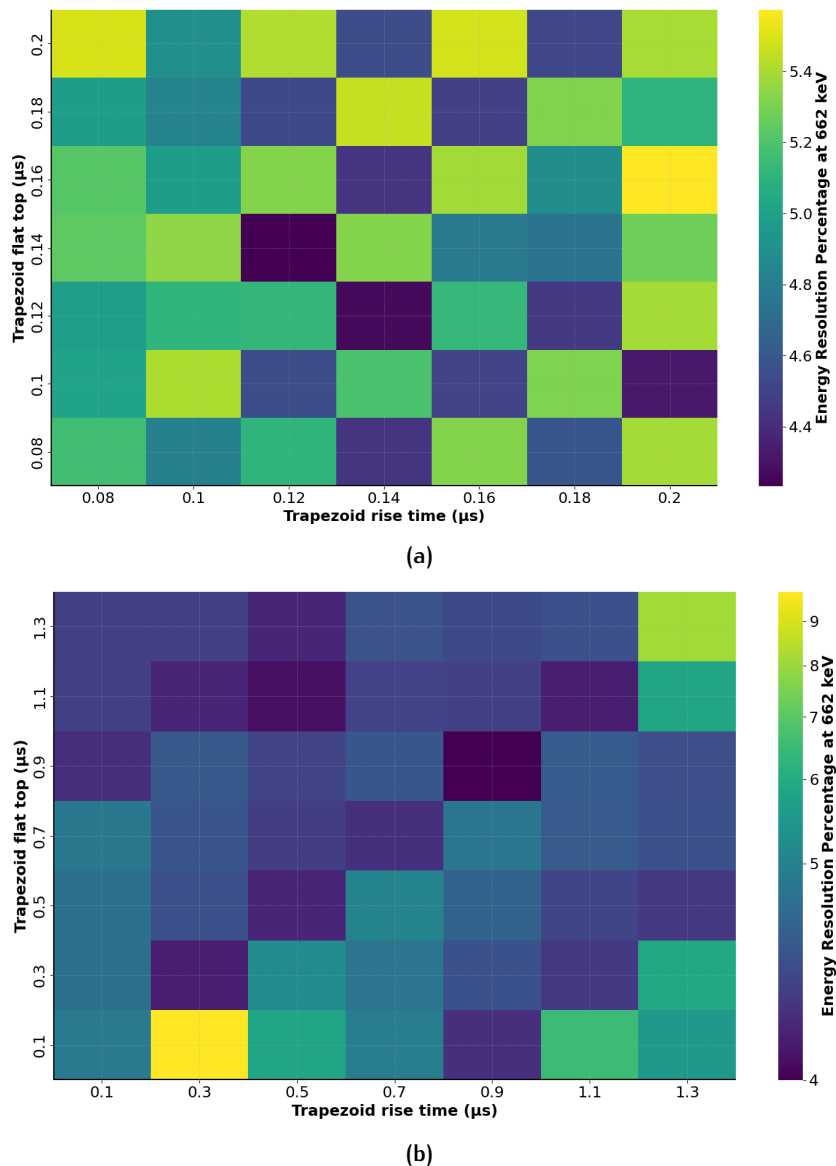 0.2
0.18
0.16
0.14
0.12
0.1
0.08
Trapezoid flat top (μs)
0.08 0.1 0.12 0.14 0.16 0.18 0.2
Trapezoid rise time (μs)
5.4
5.2
5.0
4.8
4.6
4.4
Energy Resolution Percentage at 662 keV
(a)
1.3
1.1
0.9
0.7
0.5
0.3
0.1
Trapezoid flat top (μs)
0.1 0.3 0.5 0.7 0.9 1.1 1.3
Trapezoid rise time (μs)
9
8
7
6
5
4
Energy Resolution Percentage at 662 keV
(b)